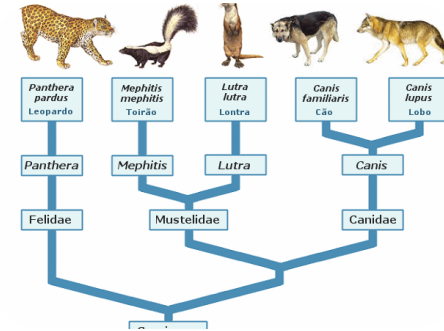 Panthera
pardus
Leopardo
Mephitis
mephitis
Toirão
Lutra
lutra
Lontra
Canis
familiaris
Cão
Canis
lupus
Lobo
Panthera
Mephitis
Lutra
Canis
Felidae
Mustelidae
Canidae